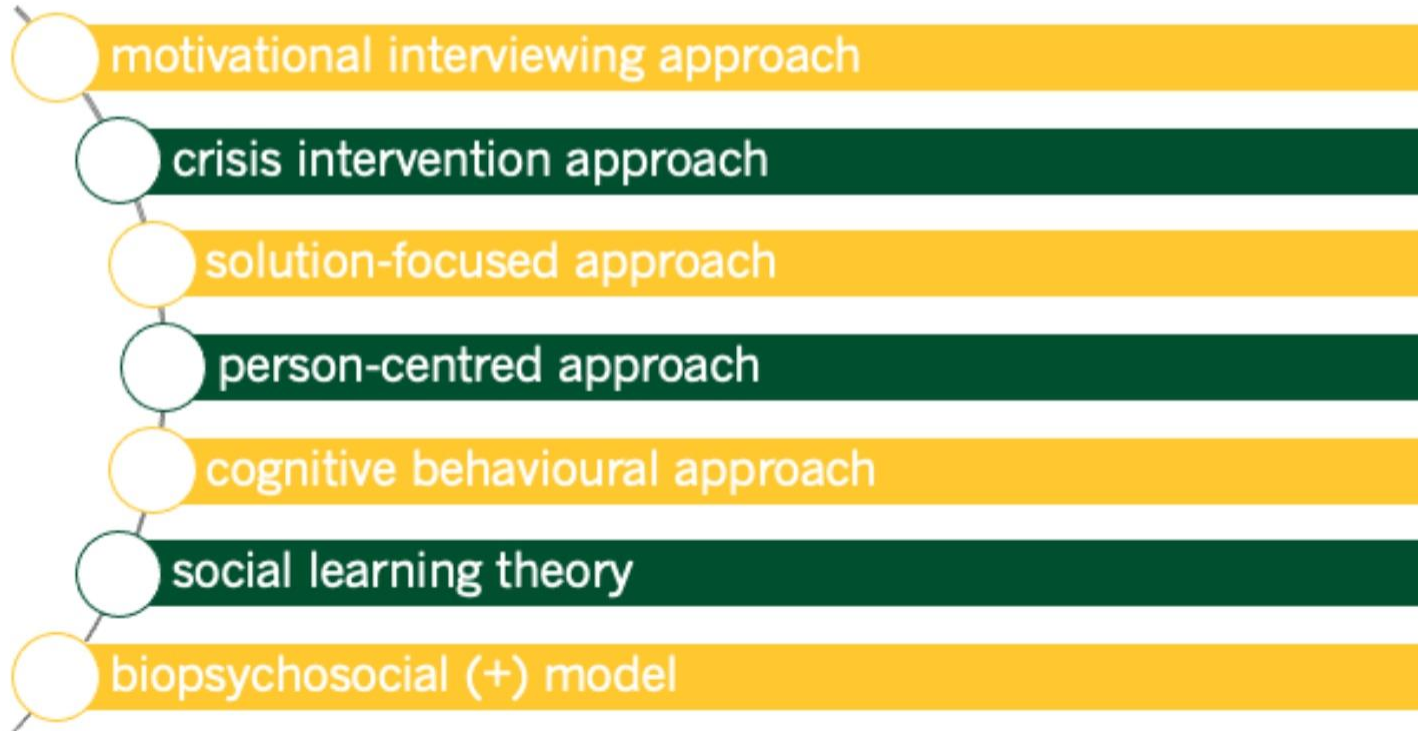 motivational interviewing approach
crisis intervention approach
solution-focused approach
person-centred approach
cognitive behavioural approach
social learning theory
biopsychosocial (+) model